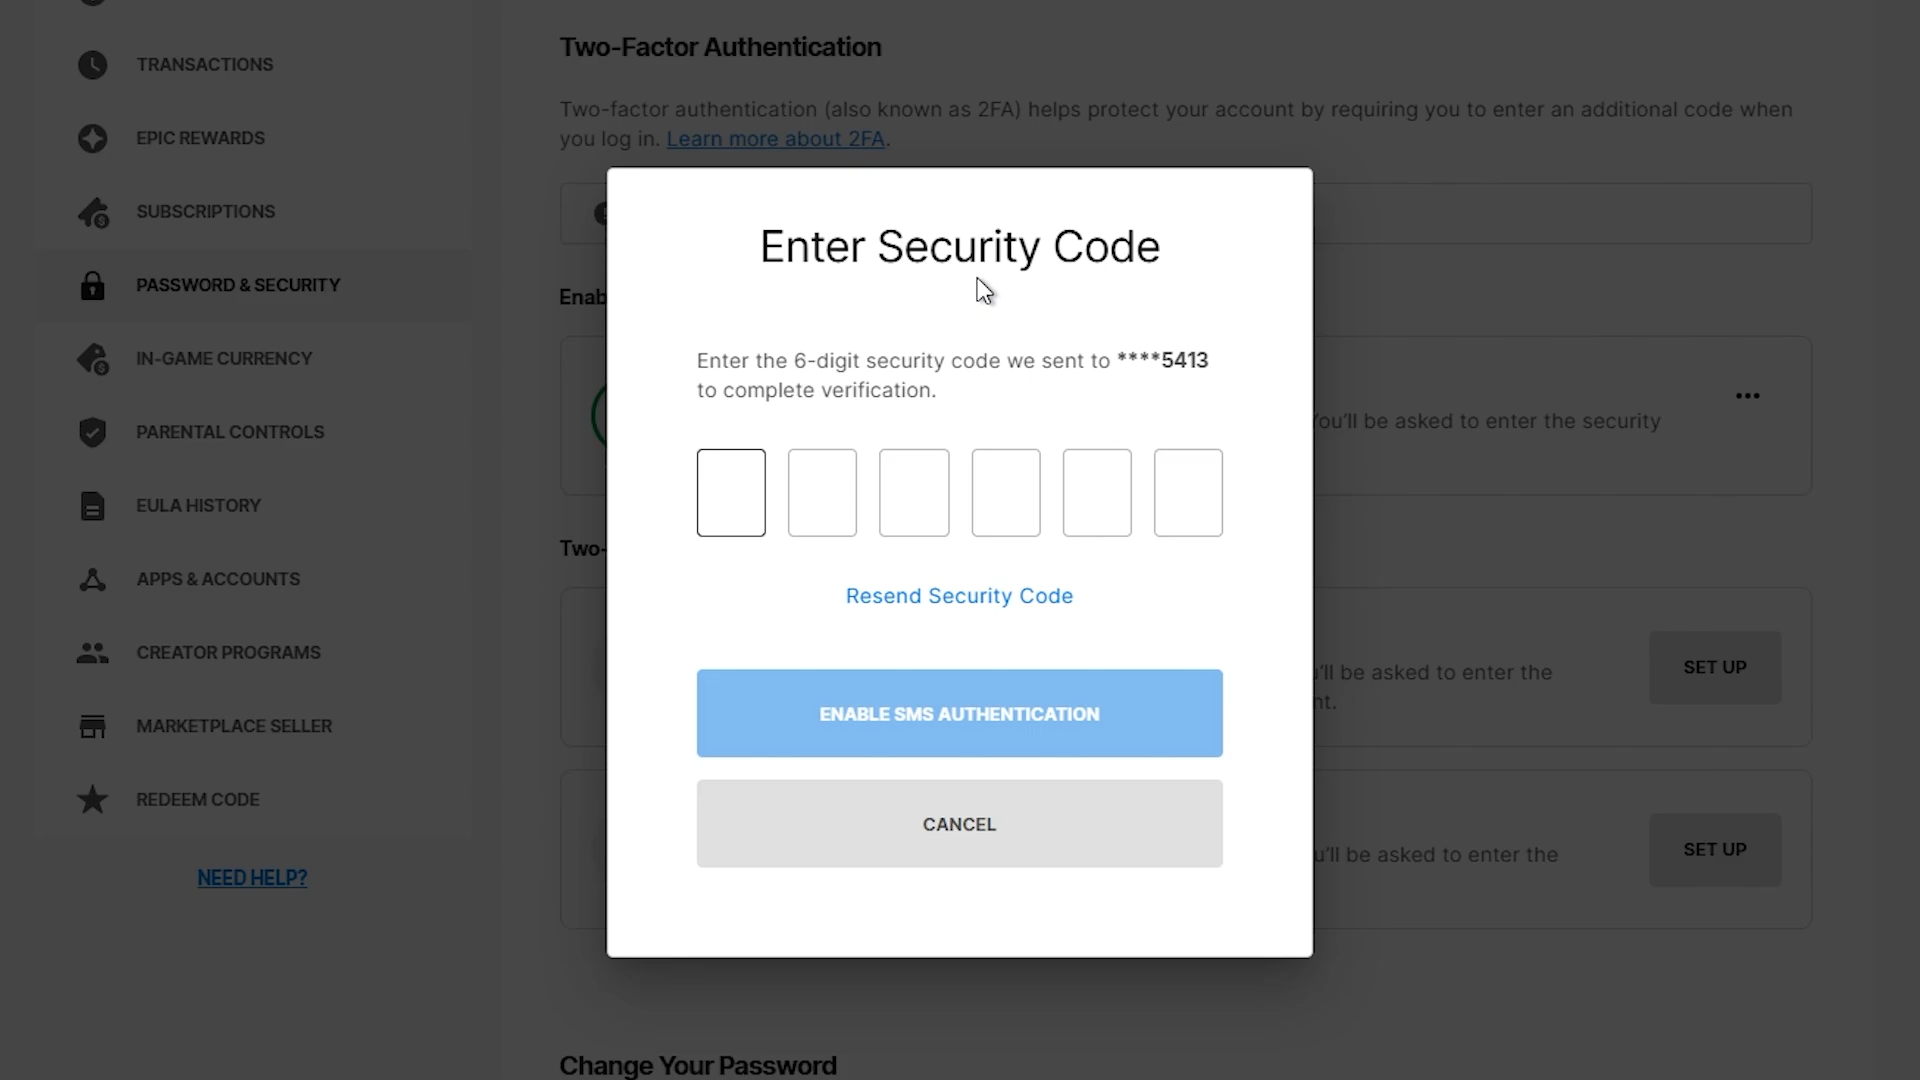 TRANSACTIONS
EPIC REWARDS
SUBSCRIPTIONS
PASSWORD & SECURITY
IN-GAME CURRENCY
PARENTAL CONTROLS
EULA HISTORY
APPS & ACCOUNTS
CREATOR PROGRAMS
MARKETPLACE SELLER
REDEEM CODE
NEED HELP?
Two-Factor Authentication
Two-factor authentication (also known as 2FA) helps protect your account by requiring you to enter an additional code when
you log in. Learn more about 2FA.
Enter Security Code
Enter the 6-digit security code we sent to ****5413
to complete verification.
Resend Security Code
ENABLE SMS AUTHENTICATION
CANCEL
You'll be asked to enter the security
'll be asked to enter the
SET UP
u'll be asked to enter the
SET UP
Change Your Password